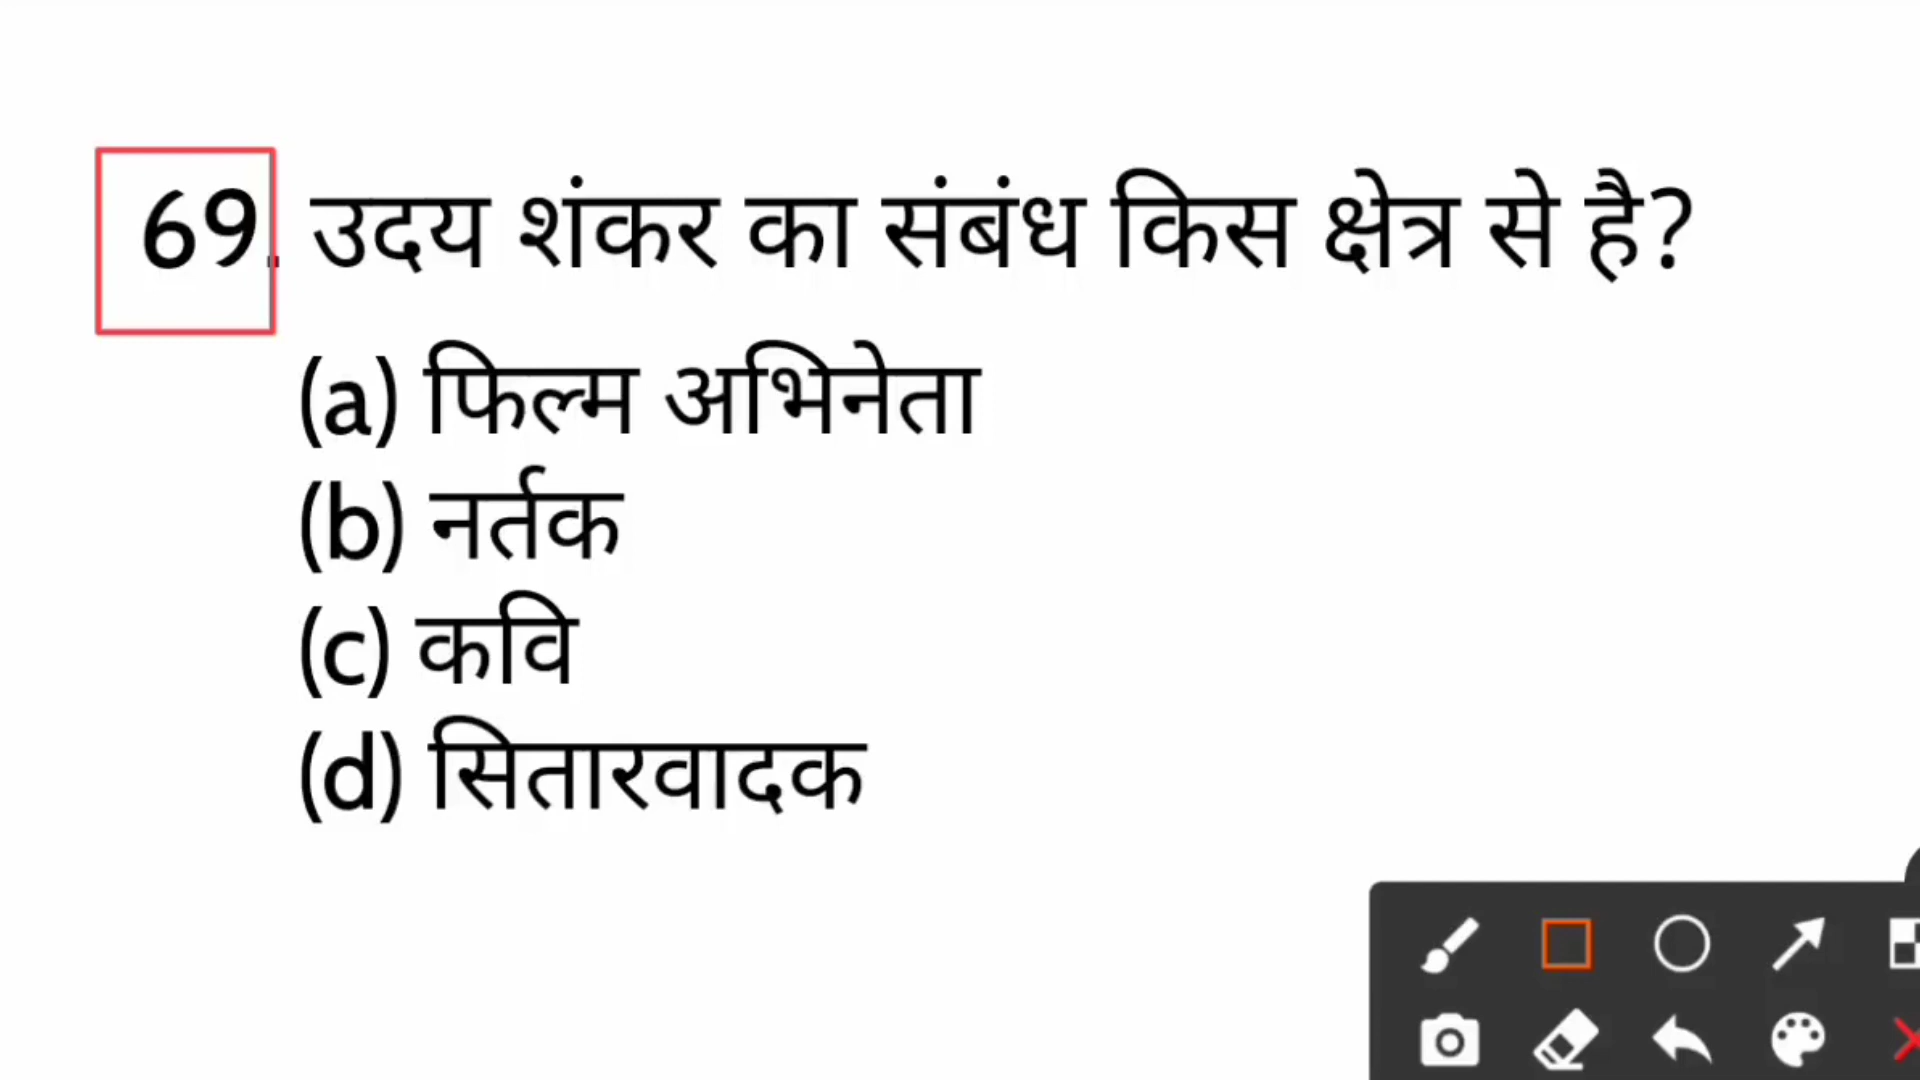 69. उदय शंकर का संबंध किस क्षेत्र से है?
(a) फिल्म अभिनेता
(b) नर्तक
(c) कवि
(d) सितारवादक